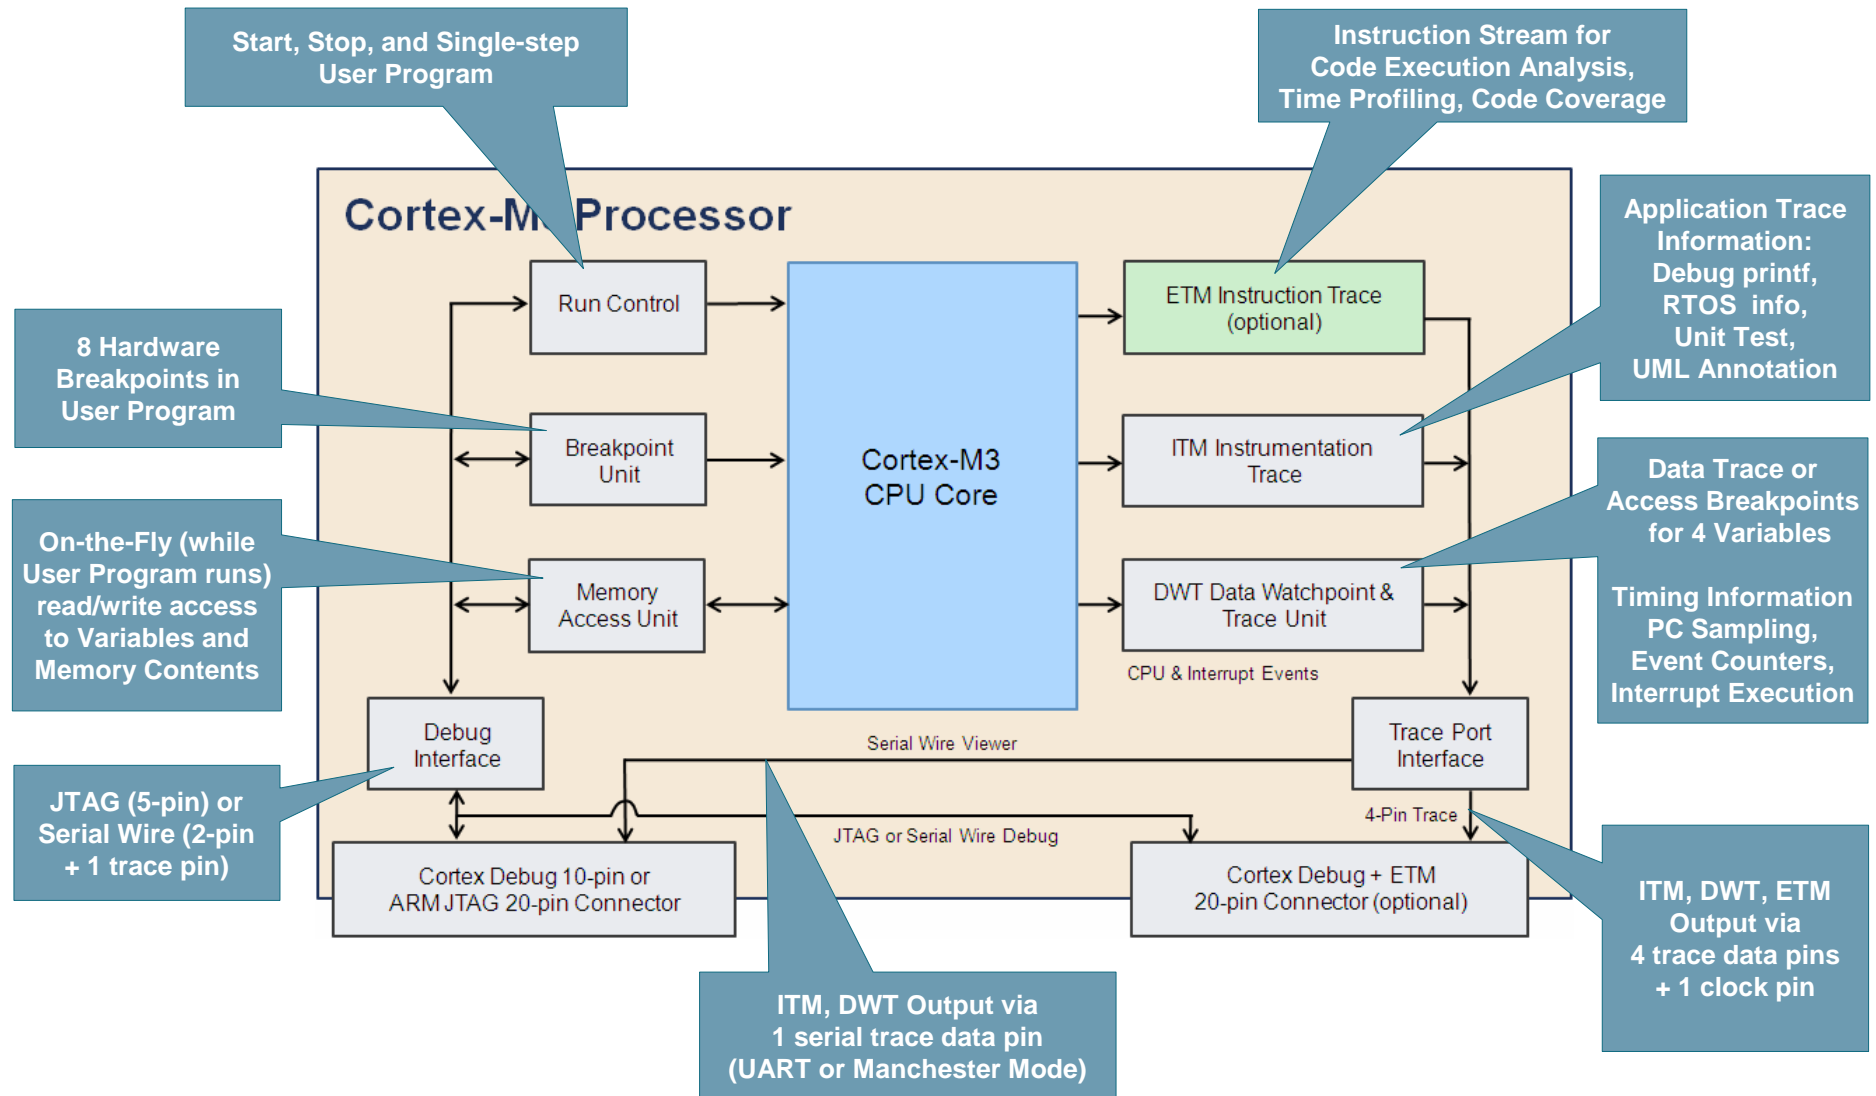 Start, Stop, and Single-step
User Program
Instruction Stream for
Code Execution Analysis,
Time Profiling, Code Coverage
Cortex-M Processor
Application Trace
Information:
Debug printf,
RTOS info,
Unit Test,
UML Annotation
Run Control
ETM Instruction Trace
(optional)
8 Hardware
Breakpoints in
User Program
Breakpoint
Unit
Cortex-M3
CPU Core
ITM Instrumentation
Trace
Data Trace or
Access Breakpoints
for 4 Variables
Timing Information
PC Sampling,
Event Counters,
Interrupt Execution
On-the-Fly (while
User Program runs)
read/write access
to Variables and
Memory Contents
Memory
Access Unit
DWT Data Watchpoint &
Trace Unit
CPU & Interrupt Events
Debug
Interface
Serial Wire Viewer
Trace Port
Interface
JTAG (5-pin) or
Serial Wire (2-pin
+ 1 trace pin)
4-Pin Trace
JTAG or Serial Wire Debug
Cortex Debug 10-pin or
ARM JTAG 20-pin Connector
Cortex Debug + ETM
20-pin Connector (optional)
ITM, DWT, ETM
Output via
4 trace data pins
+ 1 clock pin
ITM, DWT Output via
1 serial trace data pin
(UART or Manchester Mode)